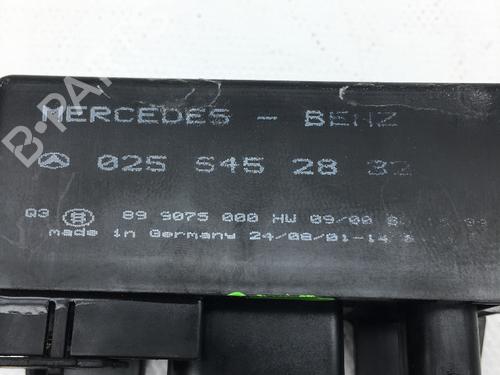 B-PARTS
MERCEDES - BENZ
025 545 28 32
Q3 89 9075 000 HW 09/00
made in Germany 24/08/01-14